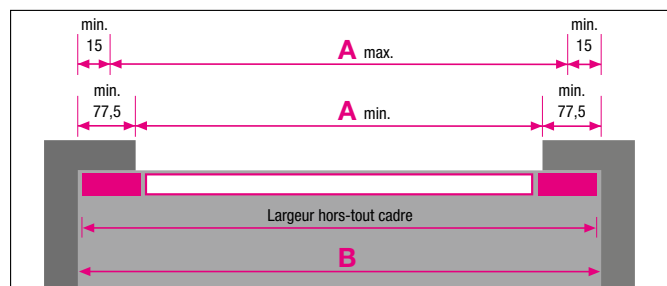 min. min.
15 A max. 15
min. min.
77,5 A min. 77,5
Largeur hors-tout cadre
B